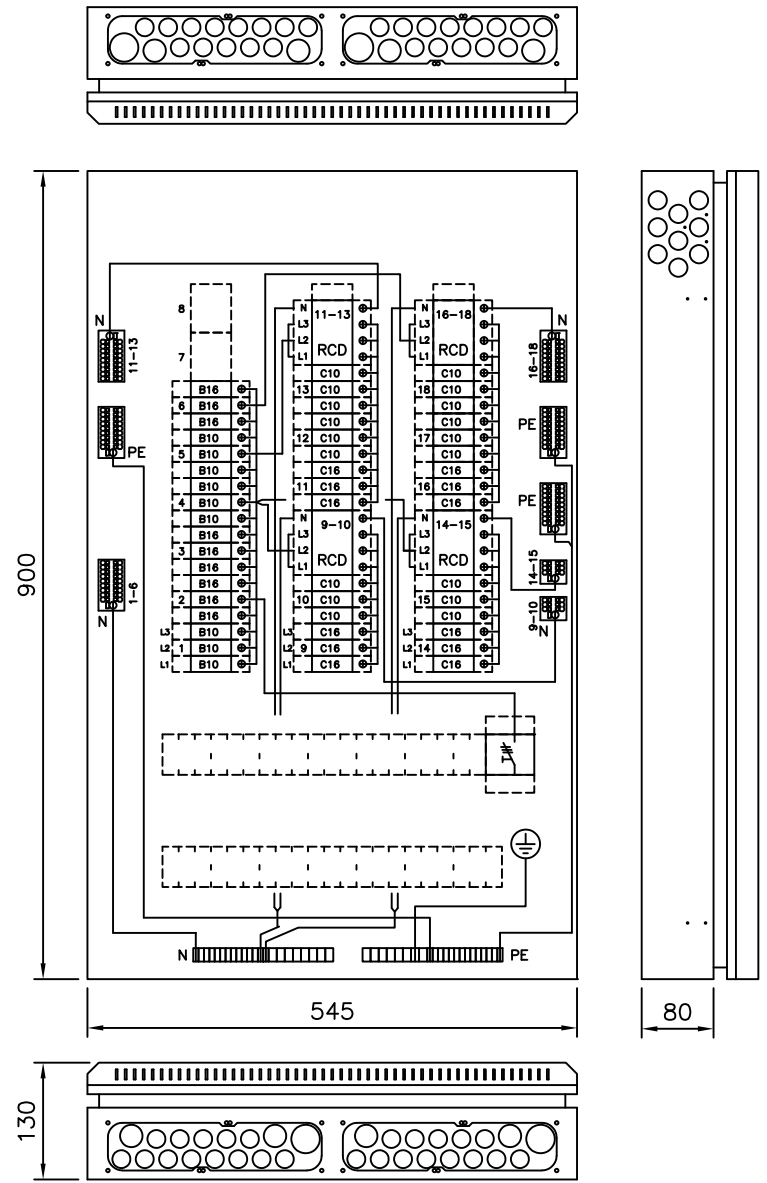 900
N
11-13
PE
1-6
N
8
7
B16
6 B16
B16
B10
5 B10
B10
B10
4 B10
B10
B10
3 B16
B16
B16
2 B16
B16
L3 B10
L2 1 B10
L1 B10
N 11-13
L3
L2
RCD
L1
C10
13 C10
C10
C10
12 C10
C10
C16
11 C16
C16
N 9-10
L3
L2
RCD
L1
C10
10 C10
C10
L3 C16
L2 9 C16
L1 C16
N 16-18
L3
L2
RCD
L1
C10
18 C10
C10
C10
17 C10
C10
C16
16 C16
C16
N 14-15
L3
L2
RCD
L1
C10
15 C10
C10
L3 C16
L2 14 C16
L1 C16
N
16-18
PE
PE
14-15
9-10
N
N
PE
545
80
130